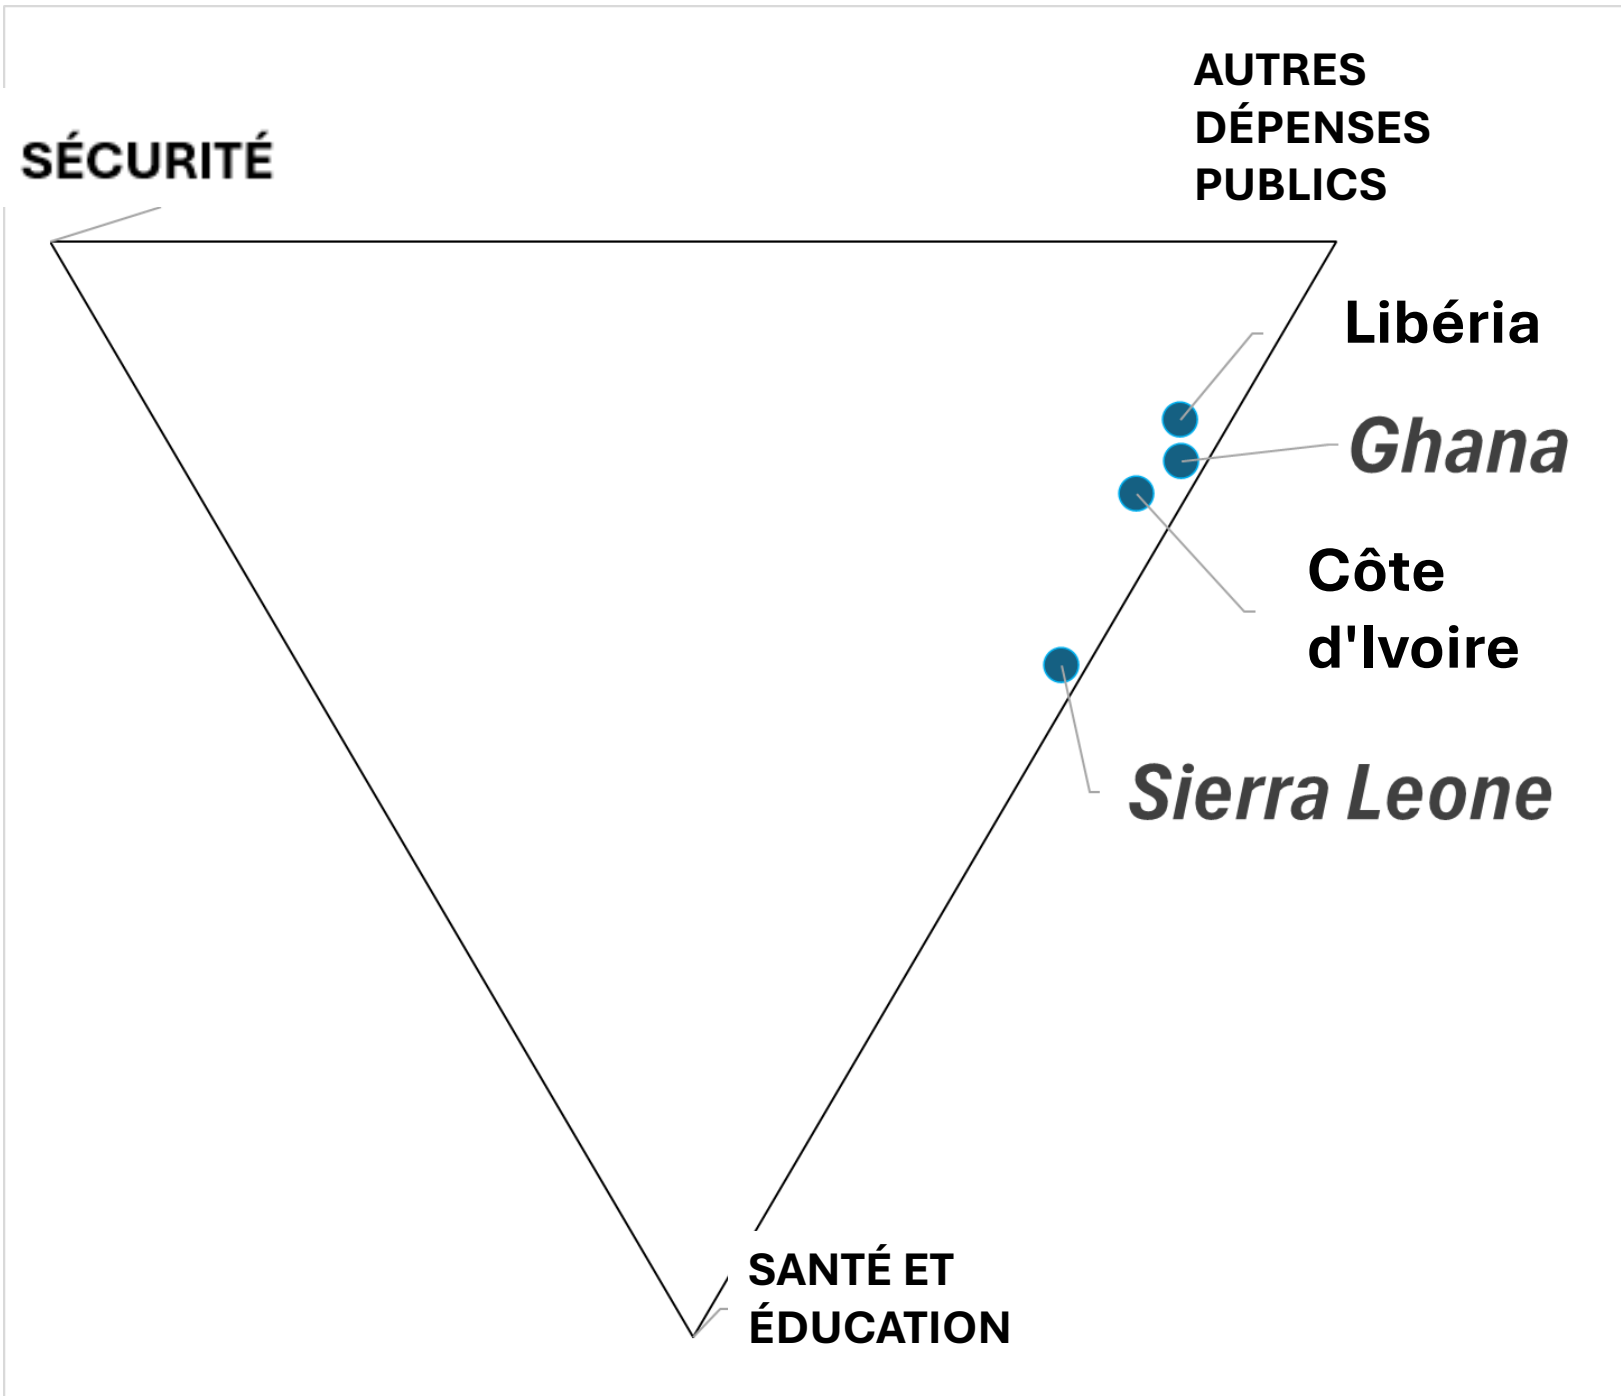 AUTRES
DÉPENSES
PUBLICS
SÉCURITÉ
Libéria
Ghana
Côte
d'Ivoire
Sierra Leone
SANTÉ ET
ÉDUCATION